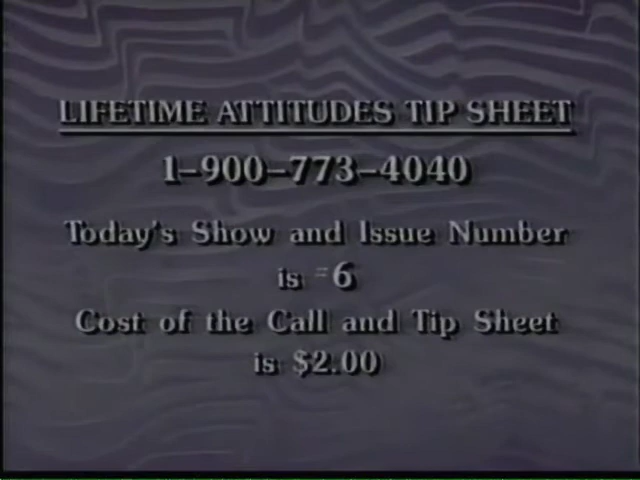 LIFETIME ATTITUDES TIP SHEET
1-900-773-4040
Today's Show and Issue Number
is #6
Cost of the Call and Tip Sheet
is $2.00